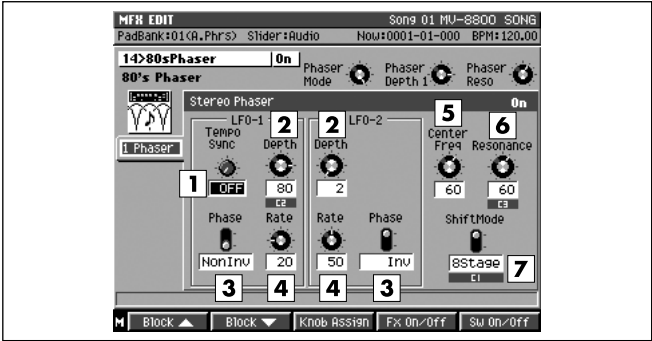 MFX EDIT Song 01 MV-8800 SONG
PadBank:01(A.Phrs) Slider:Audio Now:0001-01-000 BPM:120.00
14>80sPhaser On
80's Phaser
Phaser Mode
Phaser Depth 1
Phaser Reso
Stereo Phaser On
1 Phaser
LFO-1
Tempo Sync
1
OFF
2
Depth
80
C2
Phase
NonInv
3
Rate
20
4
LFO-2
2
Depth
2
Rate
50
4
Phase
Inv
3
5
Center Freq
60
6
Resonance
60
C3
ShiftMode
8Stage
C1
7
M Block ▲ Block ▼ Knob Assign FX On/Off Sw On/Off